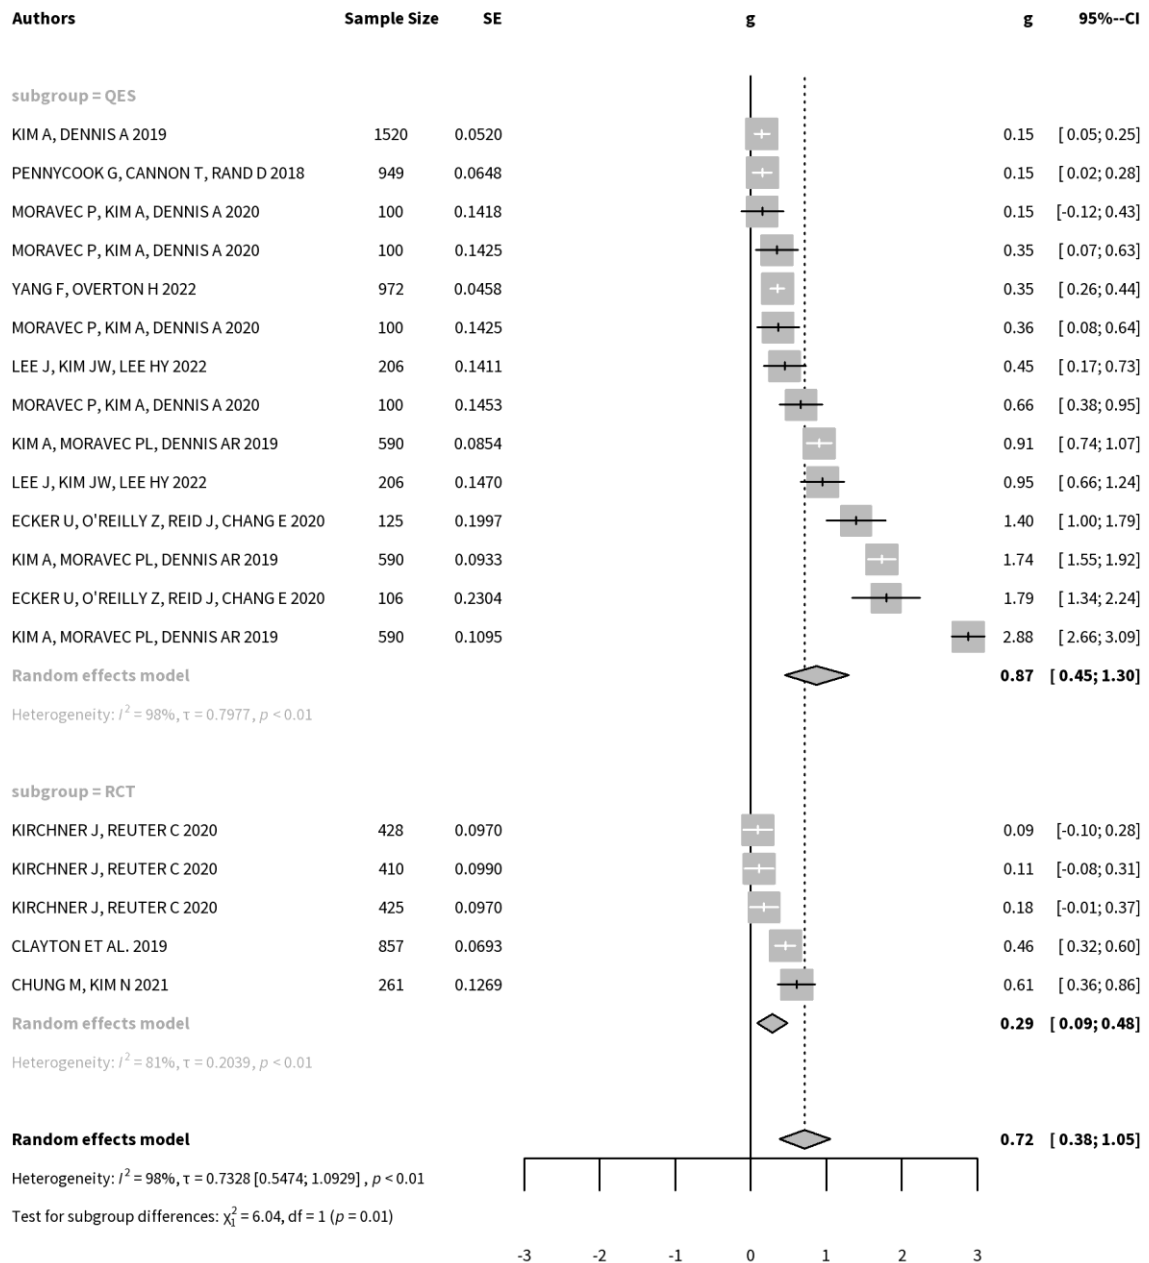 Authors Sample Size SE g g 95%--CI
subgroup = QES
KIM A, DENNIS A 2019 1520 0.0520 0.15 [ 0.05; 0.25]
PENNYCOOK G, CANNON T, RAND D 2018 949 0.0648 0.15 [ 0.02; 0.28]
MORAVEC P, KIM A, DENNIS A 2020 100 0.1418 0.15 [-0.12; 0.43]
MORAVEC P, KIM A, DENNIS A 2020 100 0.1425 0.35 [ 0.07; 0.63]
YANG F, OVERTON H 2022 972 0.0458 0.35 [ 0.26; 0.44]
MORAVEC P, KIM A, DENNIS A 2020 100 0.1425 0.36 [ 0.08; 0.64]
LEE J, KIM JW, LEE HY 2022 206 0.1411 0.45 [ 0.17; 0.73]
MORAVEC P, KIM A, DENNIS A 2020 100 0.1453 0.66 [ 0.38; 0.95]
KIM A, MORAVEC PL, DENNIS AR 2019 590 0.0854 0.91 [ 0.74; 1.07]
LEE J, KIM JW, LEE HY 2022 206 0.1470 0.95 [ 0.66; 1.24]
ECKER U, O'REILLY Z, REID J, CHANG E 2020 125 0.1997 1.40 [ 1.00; 1.79]
KIM A, MORAVEC PL, DENNIS AR 2019 590 0.0933 1.74 [ 1.55; 1.92]
ECKER U, O'REILLY Z, REID J, CHANG E 2020 106 0.2304 1.79 [ 1.34; 2.24]
KIM A, MORAVEC PL, DENNIS AR 2019 590 0.1095 2.88 [ 2.66; 3.09]
Random effects model 0.87 [ 0.45; 1.30]
Heterogeneity: I² = 98%, τ = 0.7977, p < 0.01
subgroup = RCT
KIRCHNER J, REUTER C 2020 428 0.0970 0.09 [-0.10; 0.28]
KIRCHNER J, REUTER C 2020 410 0.0990 0.11 [-0.08; 0.31]
KIRCHNER J, REUTER C 2020 425 0.0970 0.18 [-0.01; 0.37]
CLAYTON ET AL. 2019 857 0.0693 0.46 [ 0.32; 0.60]
CHUNG M, KIM N 2021 261 0.1269 0.61 [ 0.36; 0.86]
Random effects model 0.29 [ 0.09; 0.48]
Heterogeneity: I² = 81%, τ = 0.2039, p < 0.01
Random effects model 0.72 [ 0.38; 1.05]
Heterogeneity: I² = 98%, τ = 0.7328 [0.5474; 1.0929] , p < 0.01
Test for subgroup differences: χ²₁ = 6.04, df = 1 (p = 0.01)
-3 -2 -1 0 1 2 3